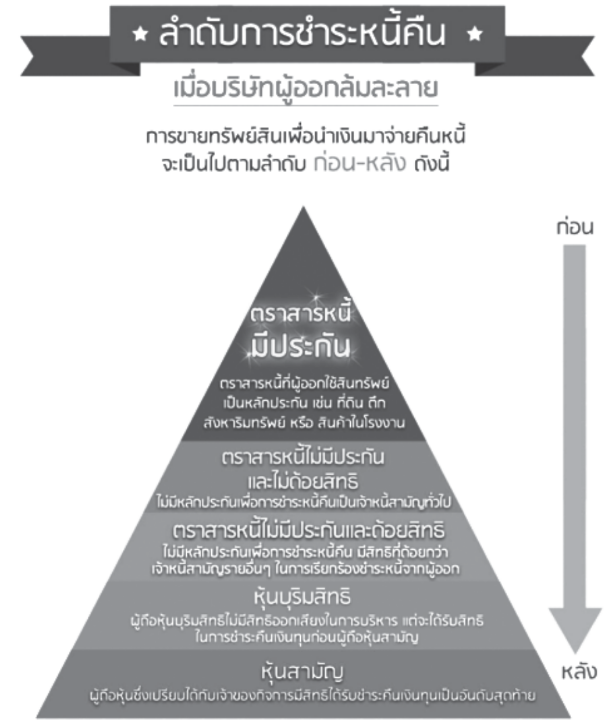 ★ ลำดับการชำระหนี้คืน ★
เมื่อบริษัทผู้ออกล้มละลาย
การขายทรัพย์สินเพื่อนำเงินมาจ่ายคืนหนี้
จะเป็นไปตามลำดับ ก่อน-หลัง ดังนี้
ก่อน
ตราสารหนี้
มีประกัน
ตราสารหนี้ที่ผู้ออกใช้สินทรัพย์
เป็นหลักประกัน เช่น ที่ดิน ตึก
สังหาริมทรัพย์ หรือ สินค้าในโรงงาน
ตราสารหนี้ไม่มีประกัน
และไม่ด้อยสิทธิ
ไม่มีหลักประกันเพื่อการชำระหนี้คืนเป็นเจ้าหนี้สามัญทั่วไป
ตราสารหนี้ไม่มีประกันและด้อยสิทธิ
ไม่มีหลักประกันเพื่อการชำระหนี้คืน มีสิทธิที่ด้อยกว่า
เจ้าหนี้สามัญรายอื่นๆ ในการเรียกร้องชำระหนี้จากผู้ออก
หุ้นบุริมสิทธิ
ผู้ถือหุ้นบุริมสิทธิไม่มีสิทธิออกเสียงในการบริหาร แต่จะได้รับสิทธิ
ในการชำระคืนเงินทุนก่อนผู้ถือหุ้นสามัญ
หุ้นสามัญ
ผู้ถือหุ้นซึ่งเปรียบได้กับเจ้าของกิจการมีสิทธิได้รับชำระคืนเงินทุนเป็นอันดับสุดท้าย
หลัง